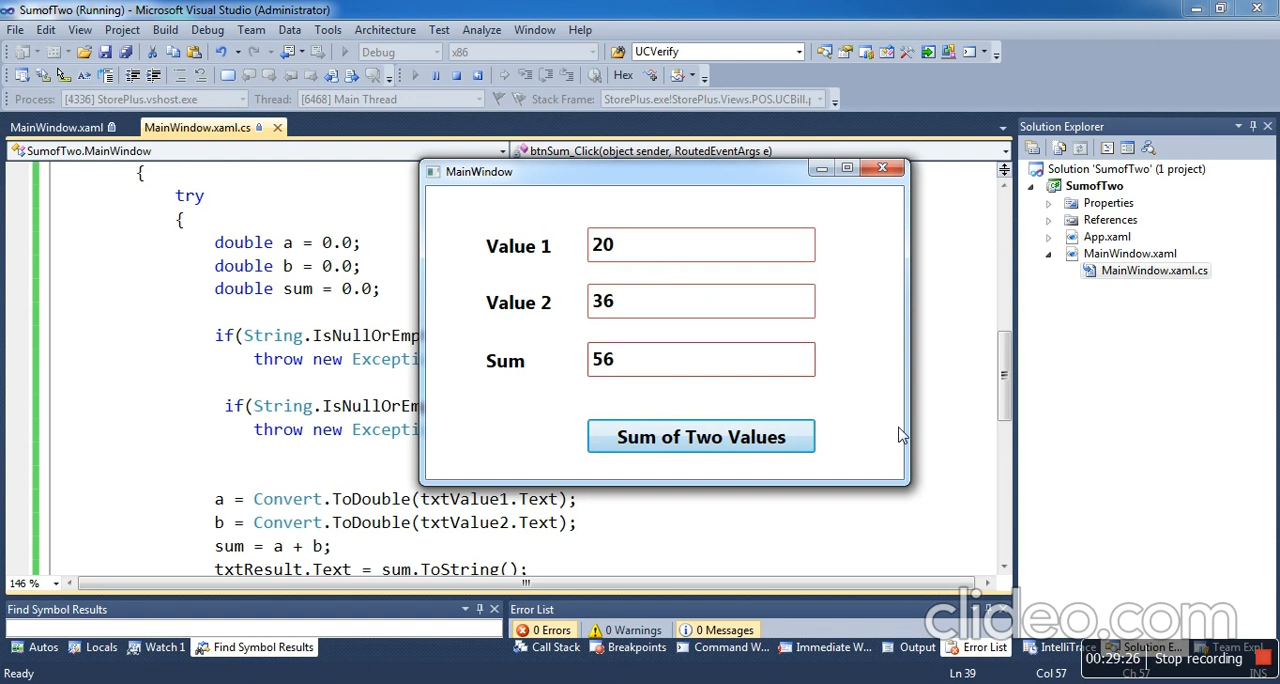 SumofTwo (Running) - Microsoft Visual Studio (Administrator)
File Edit View Project Build Debug Team Data Tools Architecture Test Analyze Window Help
Debug x86 UCVerify
Hex
Process: [4336] StorePlus.vshost.exe Thread: [6468] Main Thread Stack Frame: StorePlus.exe!StorePlus.Views.POS.UCBill.
MainWindow.xaml MainWindow.xaml.cs
SumofTwo.MainWindow btnSum_Click(object sender, RoutedEventArgs e)
{
try
{
double a = 0.0;
double b = 0.0;
double sum = 0.0;
if(String.IsNullOrEmp
throw new Excepti
if(String.IsNullOrEm
throw new Excepti
a = Convert.ToDouble(txtValue1.Text);
b = Convert.ToDouble(txtValue2.Text);
sum = a + b;
txtResult.Text = sum.ToString();
146 %
MainWindow
Value 1 20
Value 2 36
Sum 56
Sum of Two Values
Solution Explorer
Solution 'SumofTwo' (1 project)
SumofTwo
Properties
References
App.xaml
MainWindow.xaml
MainWindow.xaml.cs
Find Symbol Results Error List
0 Errors 0 Warnings 0 Messages
clideo.com
Autos Locals Watch 1 Find Symbol Results Call Stack Breakpoints Command W... Immediate W... Output Error List IntelliTrace Solution E... Team Expl
00:29:26 Stop recording
Ready Ln 39 Col 57 Ch 57 INS